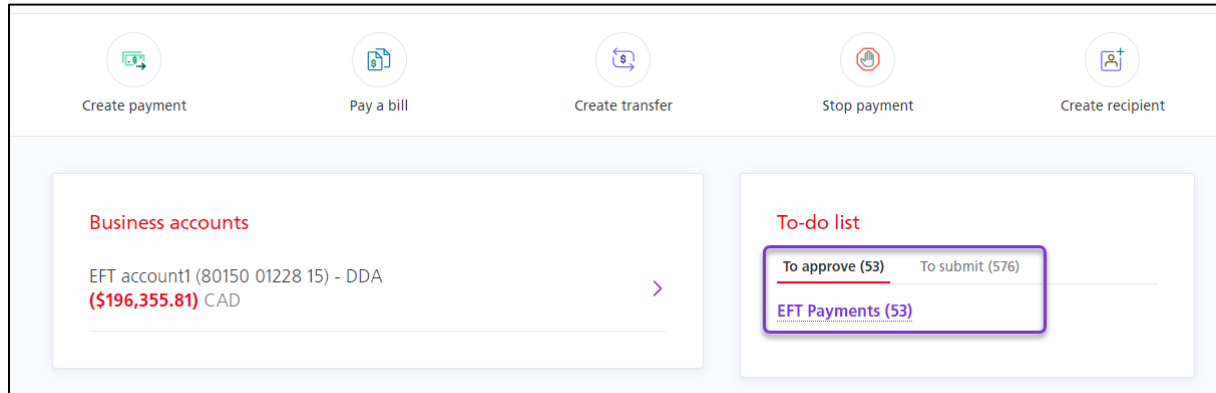 Create payment
Pay a bill
Create transfer
Stop payment
Create recipient
Business accounts
EFT account1 (80150 01228 15) - DDA
($196,355.81) CAD
To-do list
To approve (53) To submit (576)
EFT Payments (53)